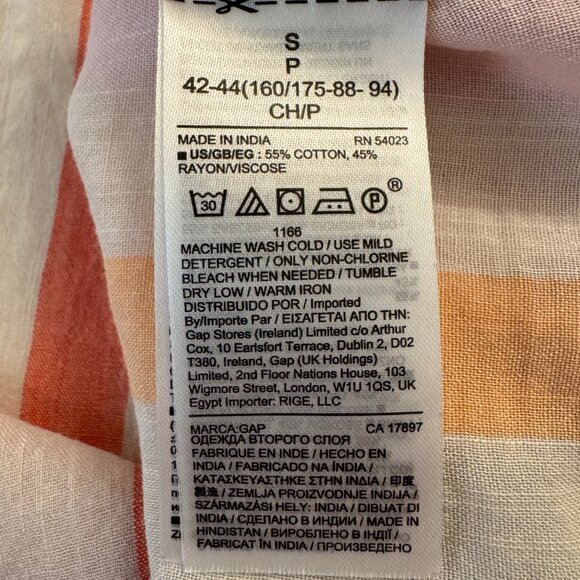 S
P
42-44(160/175-88- 94)
CH/P
MADE IN INDIA RN 54023
■ US/GB/EG : 55% COTTON, 45%
RAYON/VISCOSE
30 P ®
1166
MACHINE WASH COLD / USE MILD
DETERGENT / ONLY NON-CHLORINE
BLEACH WHEN NEEDED / TUMBLE
DRY LOW / WARM IRON
DISTRIBUIDO POR / Imported
By/Importe Par / ΕΙΣΑΓΕΤΑΙ ΑΠΟ ΤΗΝ:
Gap Stores (Ireland) Limited c/o Arthur
Cox, 10 Earlsfort Terrace, Dublin 2, D02
T380, Ireland, Gap (UK Holdings)
Limited, 2nd Floor Nations House, 103
Wigmore Street, London, W1U 1QS, UK
Egypt Importer: RIGE, LLC
MARCA:GAP CA 17897
ОДЕЖДА ВТОРОГО СЛОЯ
FABRIQUE EN INDE / HECHO EN
INDIA / FABRICADO NA ÍNDIA /
ΚΑΤΑΣΚΕΥΑΣΤΗΚΕ ΣΤΗΝ ΙΝΔΙΑ / 印度
製造 / ZEMLJA PROIZVODNJE INDIJA /
SZÁRMAZÁSI HELY: INDIA / DIBUAT DI
INDIA / СДЕЛАНО В ИНДИИ / MADE IN
HINDISTAN / ВИРОБЛЕНО В ІНДІЇ /
FABRICAT ÎN INDIA / ПРОИЗВЕДЕНО